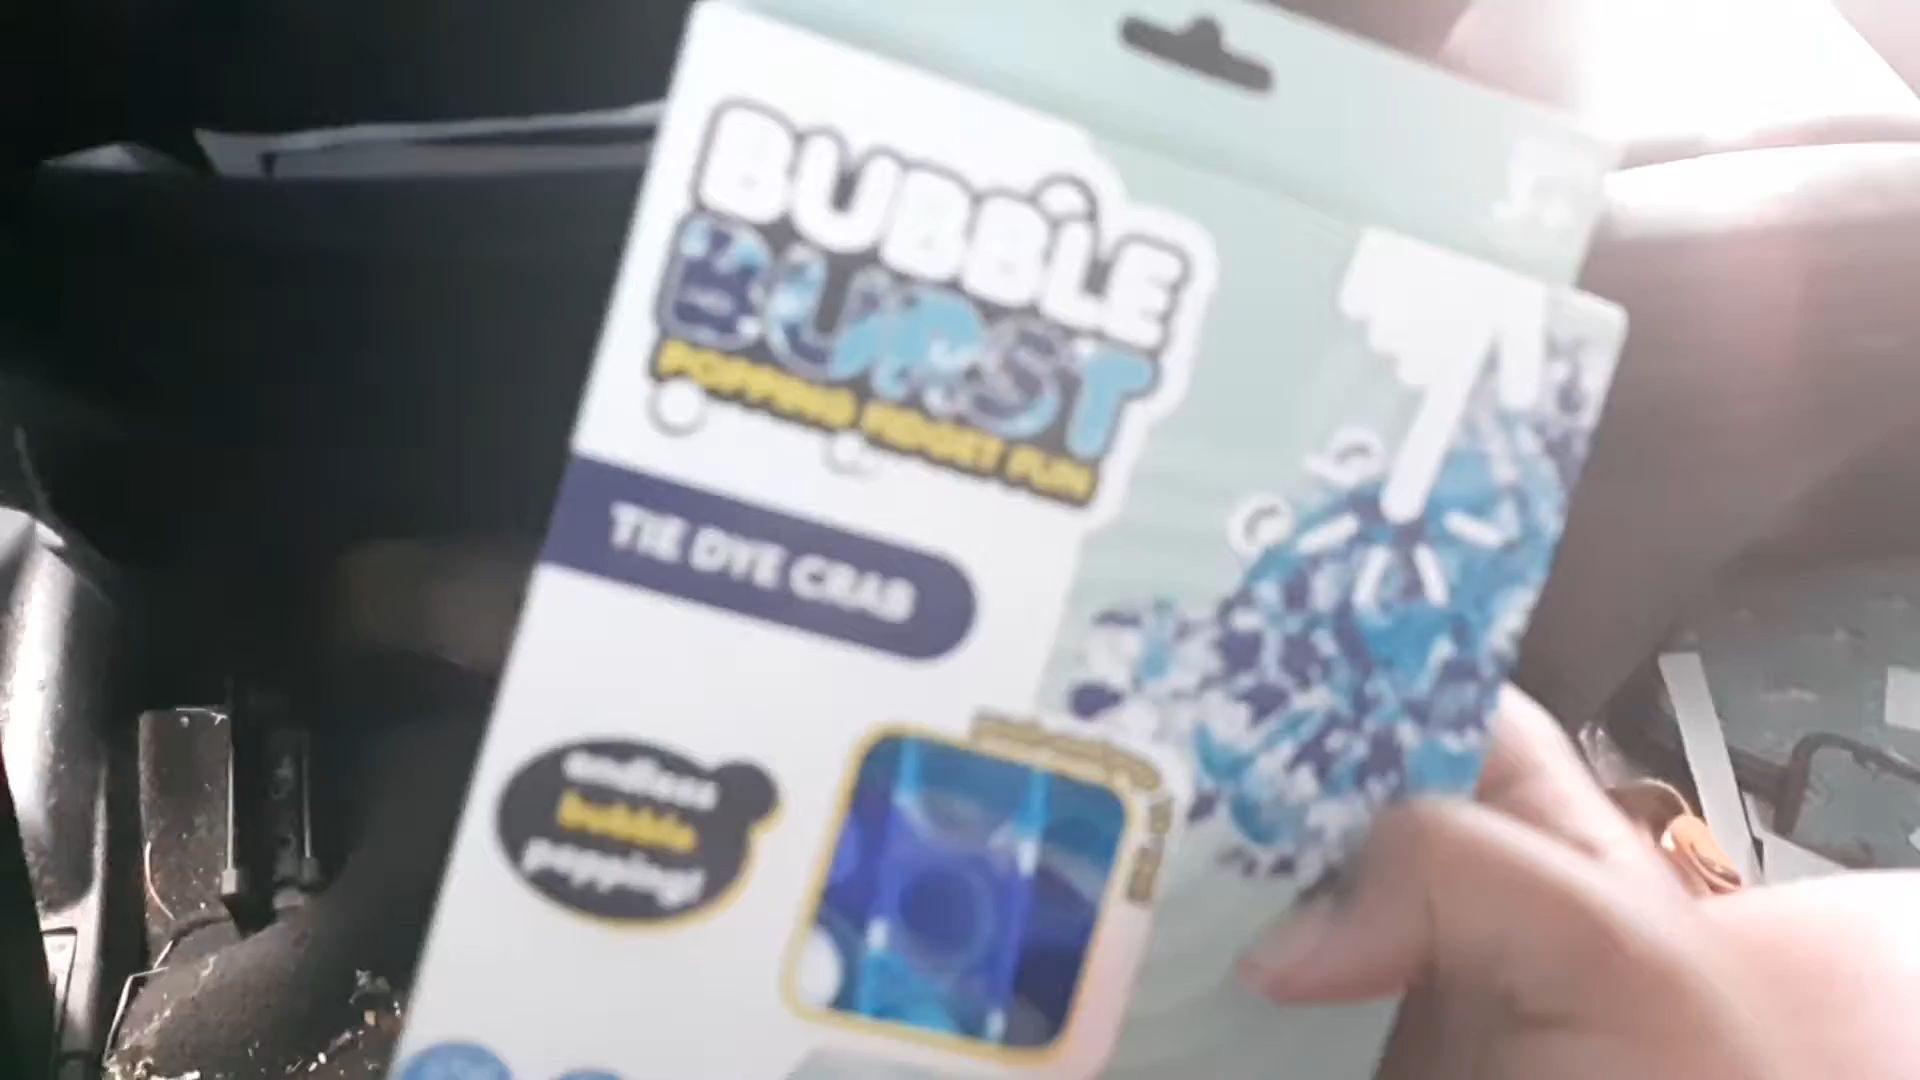 BUBBLE
BURST
POPPING FIDGET FUN
TIE DYE CRAB
endless
bubble
popping!